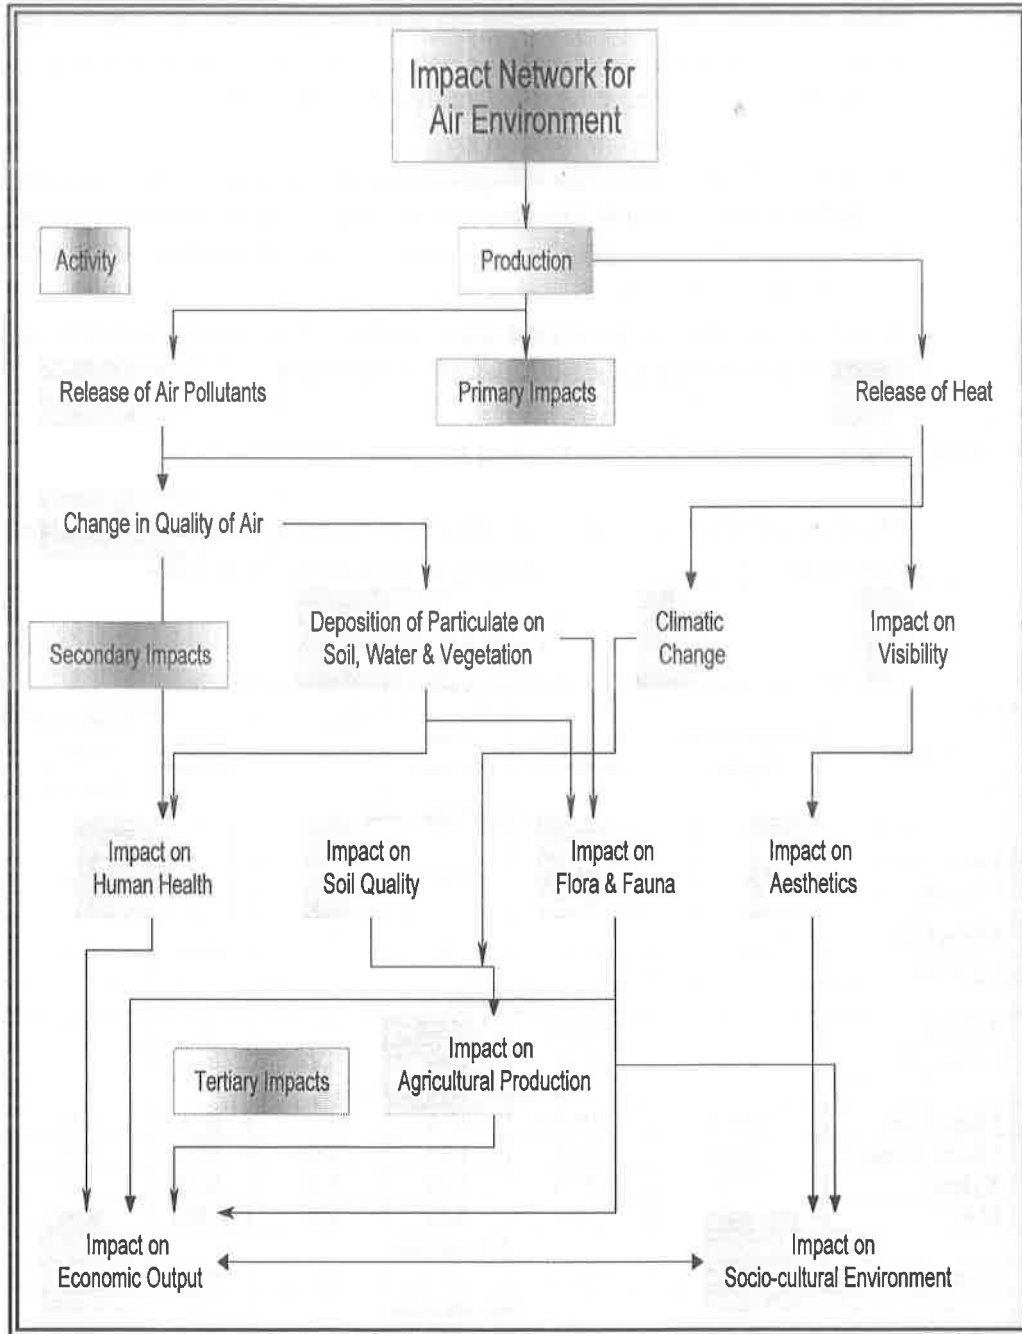 Impact Network for
Air Environment
Activity
Production
Release of Air Pollutants
Primary Impacts
Release of Heat
Change in Quality of Air
Secondary Impacts
Deposition of Particulate on
Soil, Water & Vegetation
Climatic
Change
Impact on
Visibility
Impact on
Human Health
Impact on
Soil Quality
Impact on
Flora & Fauna
Impact on
Aesthetics
Tertiary Impacts
Impact on
Agricultural Production
Impact on
Economic Output
Impact on
Socio-cultural Environment